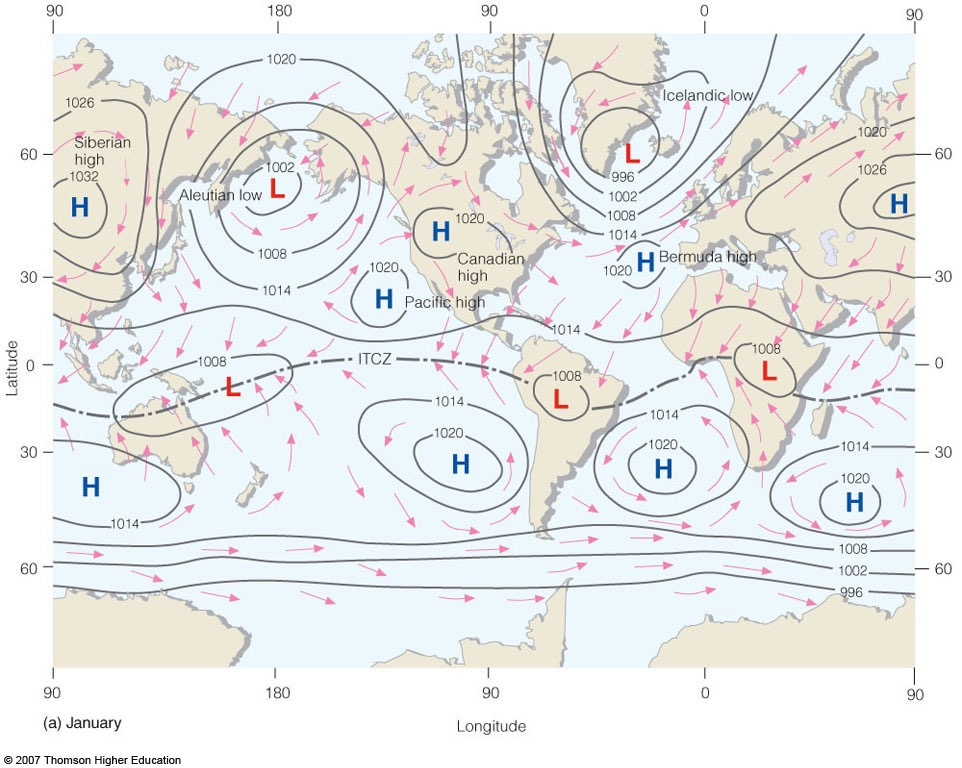 90 180 90 0 90
1020
1026
Icelandic low
Siberian
high
1020
60
1002
L
60
1032
1026
996
L
Aleutian low
1002
H
H
1008
1020
H
1014
1008
Canadian
high
1020
H
Bermuda high
1020
30
30
1014
H
Pacific high
1014
1008
ITCZ
1008
0
0
L
1008
L
L
Latitude
1014
1014
1020
1020
1014
30
30
H
H
1020
H
H
1014
1008
60
1002
60
996
90 180 90 0 90
(a) January
Longitude
© 2007 Thomson Higher Education